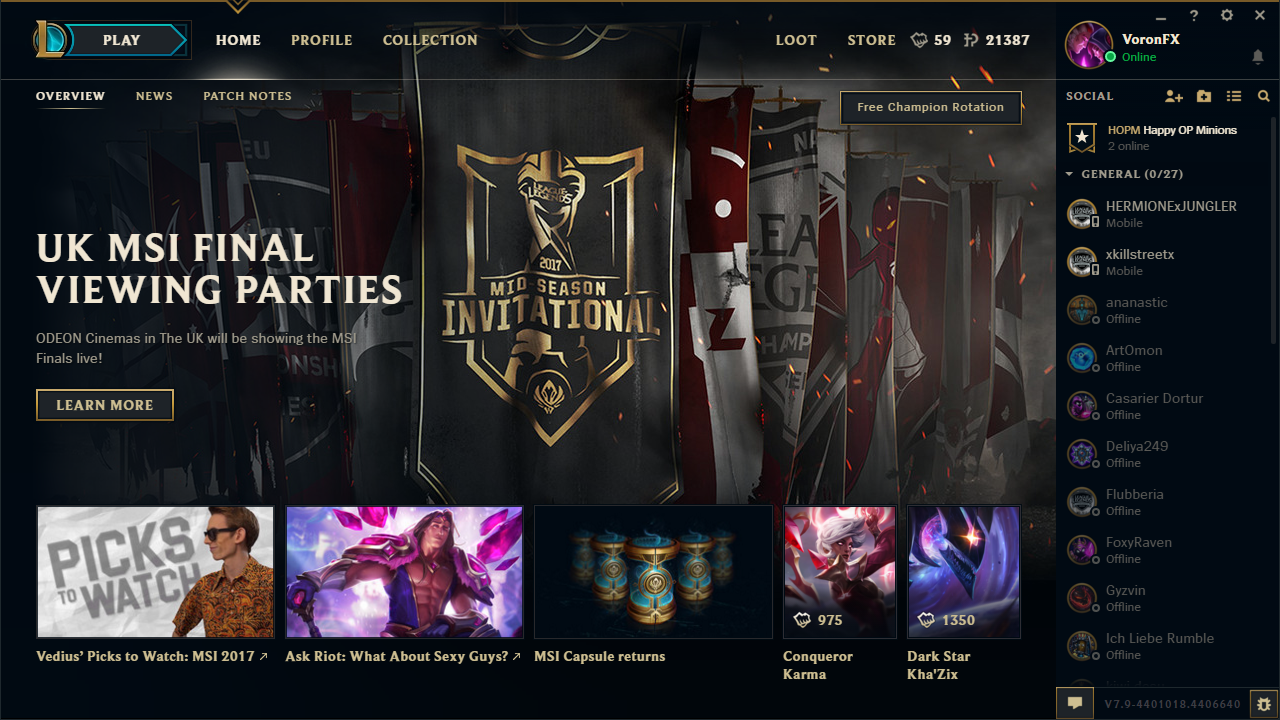 PLAY
HOME
PROFILE
COLLECTION
LOOT
STORE
59
21387
?
VoronFX
Online
OVERVIEW
NEWS
PATCH NOTES
Free Champion Rotation
SOCIAL
HOPM Happy OP Minions
2 online
GENERAL (0/27)
HERMIONExJUNGLER
Mobile
xkillstreetx
Mobile
ananastic
Offline
ArtOmon
Offline
Casarier Dortur
Offline
Deliya249
Offline
Flubberia
Offline
FoxyRaven
Offline
Gyzvin
Offline
Ich Liebe Rumble
Offline
EU
NA
LEAGUE
LEGENDS
2017
MID-SEASON
INVITATIONAL
UK MSI FINAL
VIEWING PARTIES
ODEON Cinemas in The UK will be showing the MSI
Finals live!
LEARN MORE
PICKS
TO WATCH
Vedius' Picks to Watch: MSI 2017
Ask Riot: What About Sexy Guys?
MSI Capsule returns
975
Conqueror
Karma
1350
Dark Star
Kha'Zix
V7.9-4401018.4406640